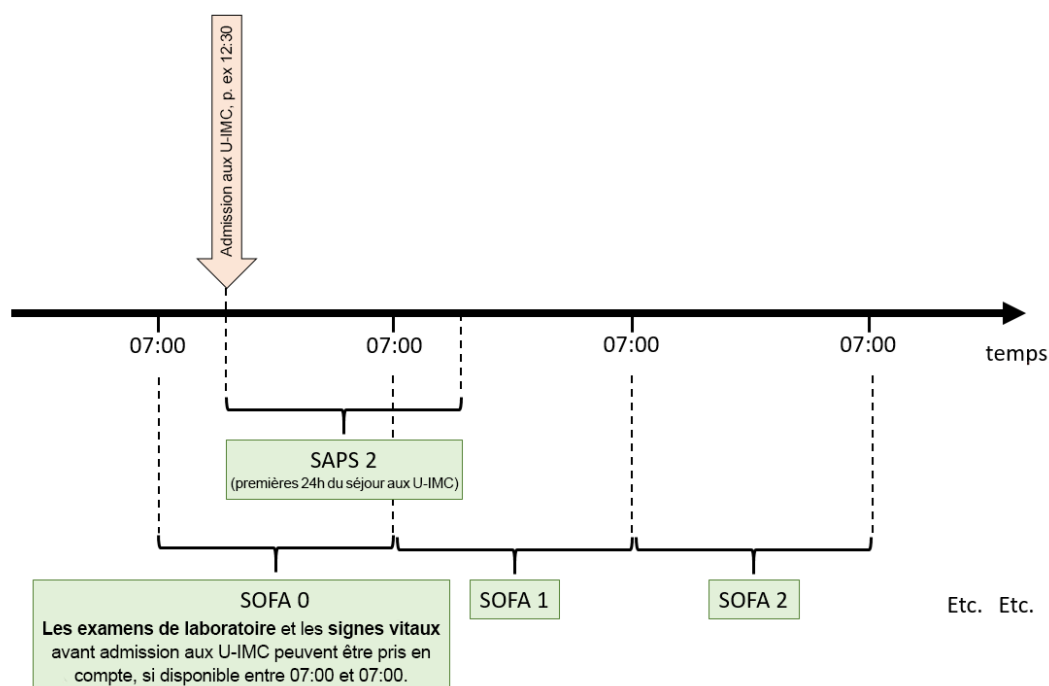 Admission aux U-IMC, p. ex 12:30
07:00
07:00
07:00
07:00
temps
SAPS 2
(premières 24h du séjour aux U-IMC)
SOFA 0
Les examens de laboratoire et les signes vitaux
avant admission aux U-IMC peuvent être pris en
compte, si disponible entre 07:00 et 07:00.
SOFA 1
SOFA 2
Etc. Etc.